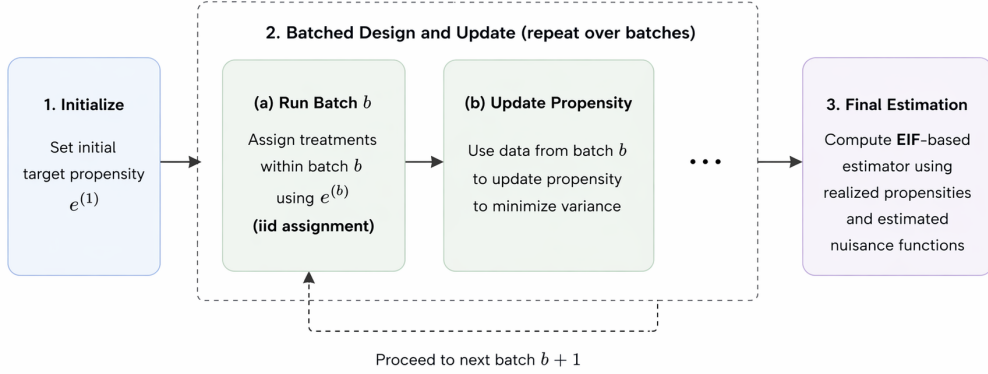 2. Batched Design and Update (repeat over batches)
1. Initialize
Set initial
target propensity
e^(1)
(a) Run Batch b
Assign treatments
within batch b
using e^(b)
(iid assignment)
(b) Update Propensity
Use data from batch b
to update propensity
to minimize variance
...
3. Final Estimation
Compute EIF-based
estimator using
realized propensities
and estimated
nuisance functions
Proceed to next batch b + 1